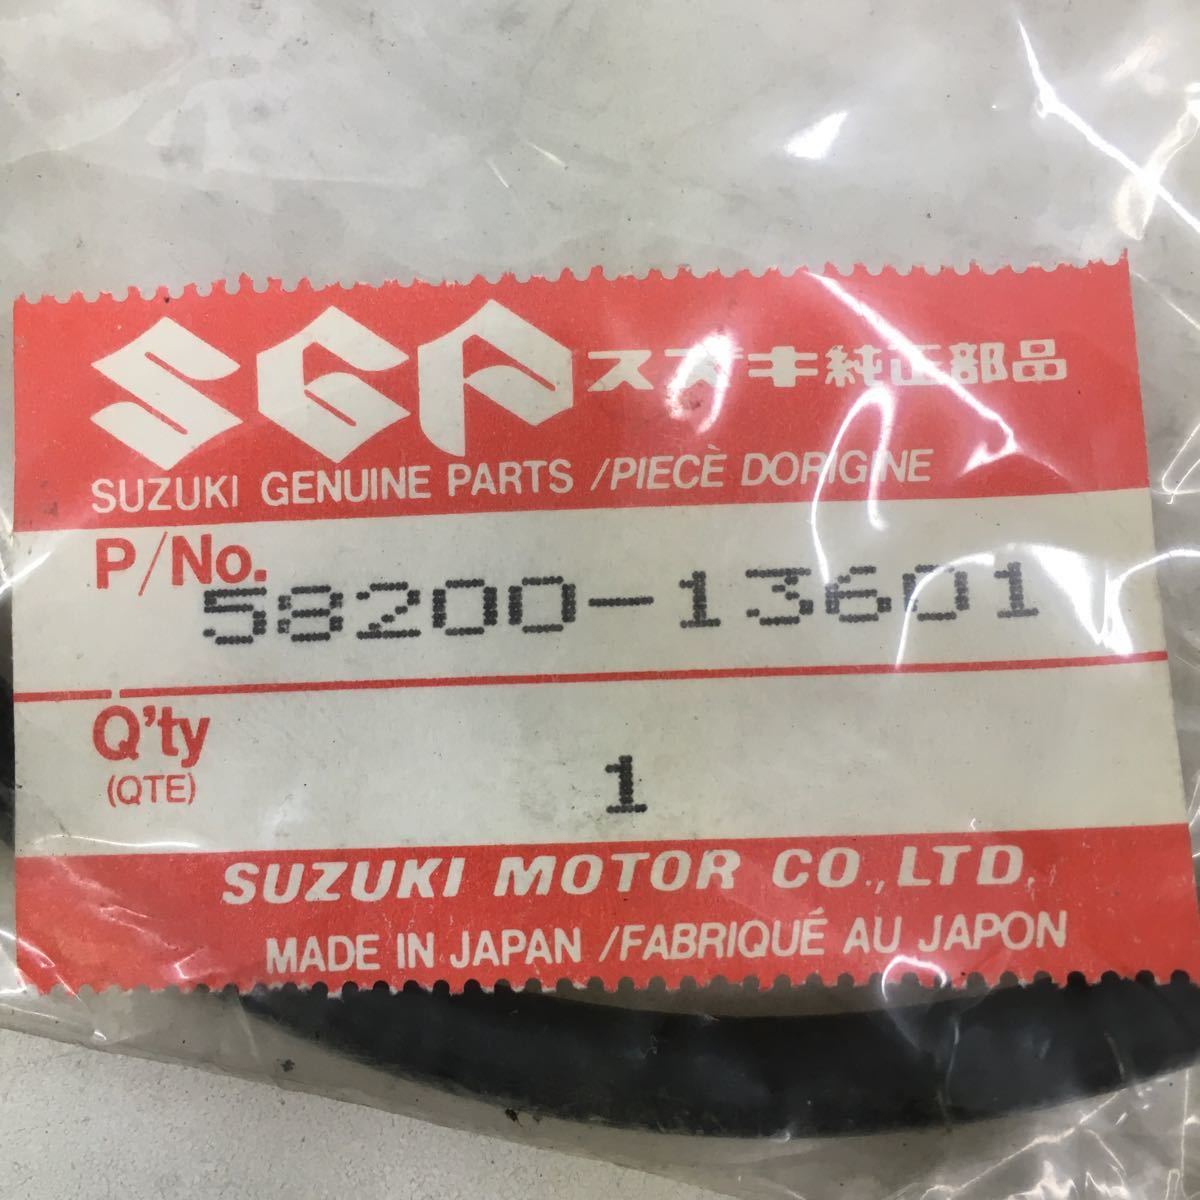 SGP スズキ純正部品
SUZUKI GENUINE PARTS /PIECÈ DORIGINE
P/No.
58200-13601
Q'ty
(QTE)
1
SUZUKI MOTOR CO.,LTD.
MADE IN JAPAN /FABRIQUÉ AU JAPON